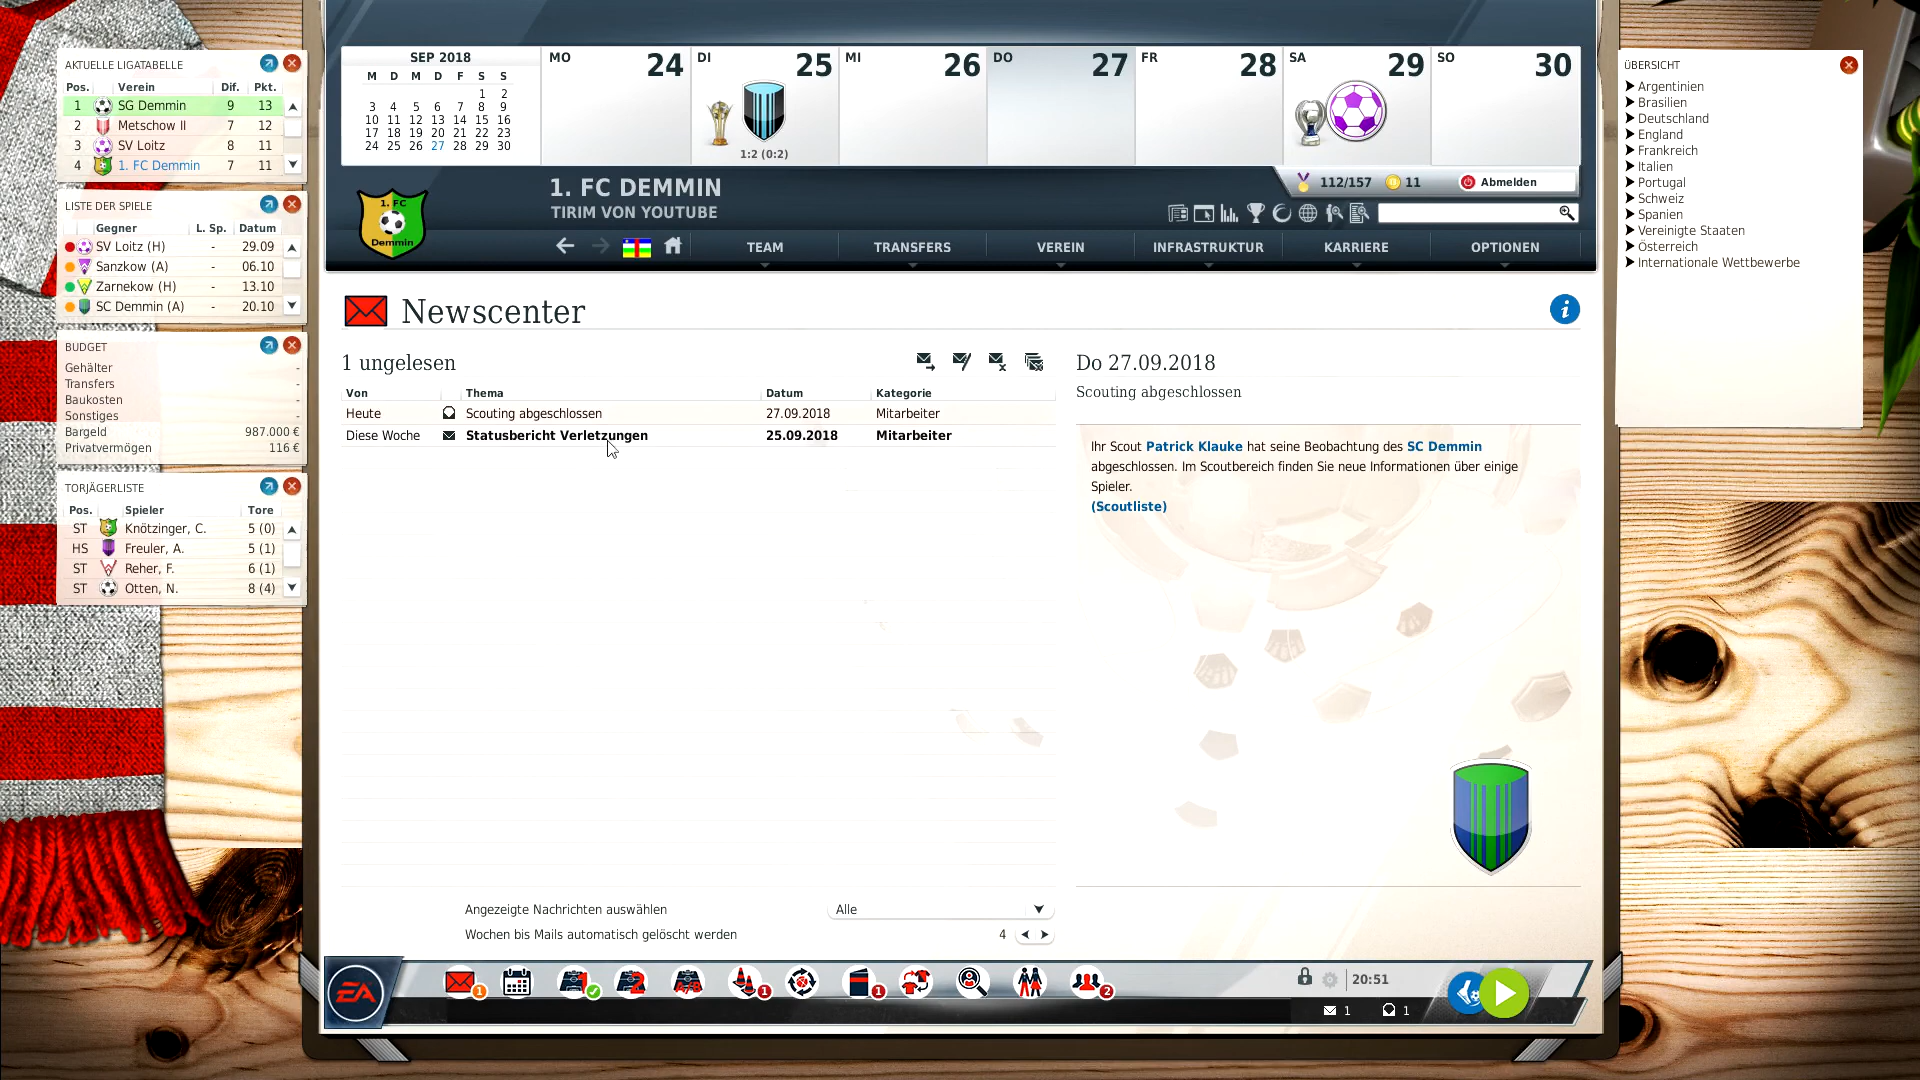 AKTUELLE LIGATABELLE
Pos. Verein Dif. Pkt.
1 SG Demmin 9 13
2 Metschow II 7 12
3 SV Loitz 8 11
4 1. FC Demmin 7 11
LISTE DER SPIELE
Gegner L. Sp. Datum
SV Loitz (H) - 29.09
Sanzkow (A) - 06.10
Zarnekow (H) - 13.10
SC Demmin (A) - 20.10
BUDGET
Gehälter -
Transfers -
Baukosten -
Sonstiges -
Bargeld 987.000 €
Privatvermögen 116 €
TORJÄGERLISTE
Pos. Spieler Tore
ST Knötzinger, C. 5 (0)
HS Freuler, A. 5 (1)
ST Reher, F. 6 (1)
ST Otten, N. 8 (4)
SEP 2018
M D M D F S S
1 2
3 4 5 6 7 8 9
10 11 12 13 14 15 16
17 18 19 20 21 22 23
24 25 26 27 28 29 30
MO 24
DI 25
1:2 (0:2)
MI 26
DO 27
FR 28
SA 29
SO 30
1. FC
Demmin
1. FC DEMMIN
TIRIM VON YOUTUBE
112/157 11 Abmelden
TEAM TRANSFERS VEREIN INFRASTRUKTUR KARRIERE OPTIONEN
Newscenter
i
1 ungelesen
Von Thema Datum Kategorie
Heute Scouting abgeschlossen 27.09.2018 Mitarbeiter
Diese Woche Statusbericht Verletzungen 25.09.2018 Mitarbeiter
Do 27.09.2018
Scouting abgeschlossen
Ihr Scout Patrick Klauke hat seine Beobachtung des SC Demmin
abgeschlossen. Im Scoutbereich finden Sie neue Informationen über einige
Spieler.
(Scoutliste)
Angezeigte Nachrichten auswählen Alle
Wochen bis Mails automatisch gelöscht werden 4
EA
1
1
2
A/B
1
1
2
20:51
1 1
ÜBERSICHT
Argentinien
Brasilien
Deutschland
England
Frankreich
Italien
Portugal
Schweiz
Spanien
Vereinigte Staaten
Österreich
Internationale Wettbewerbe